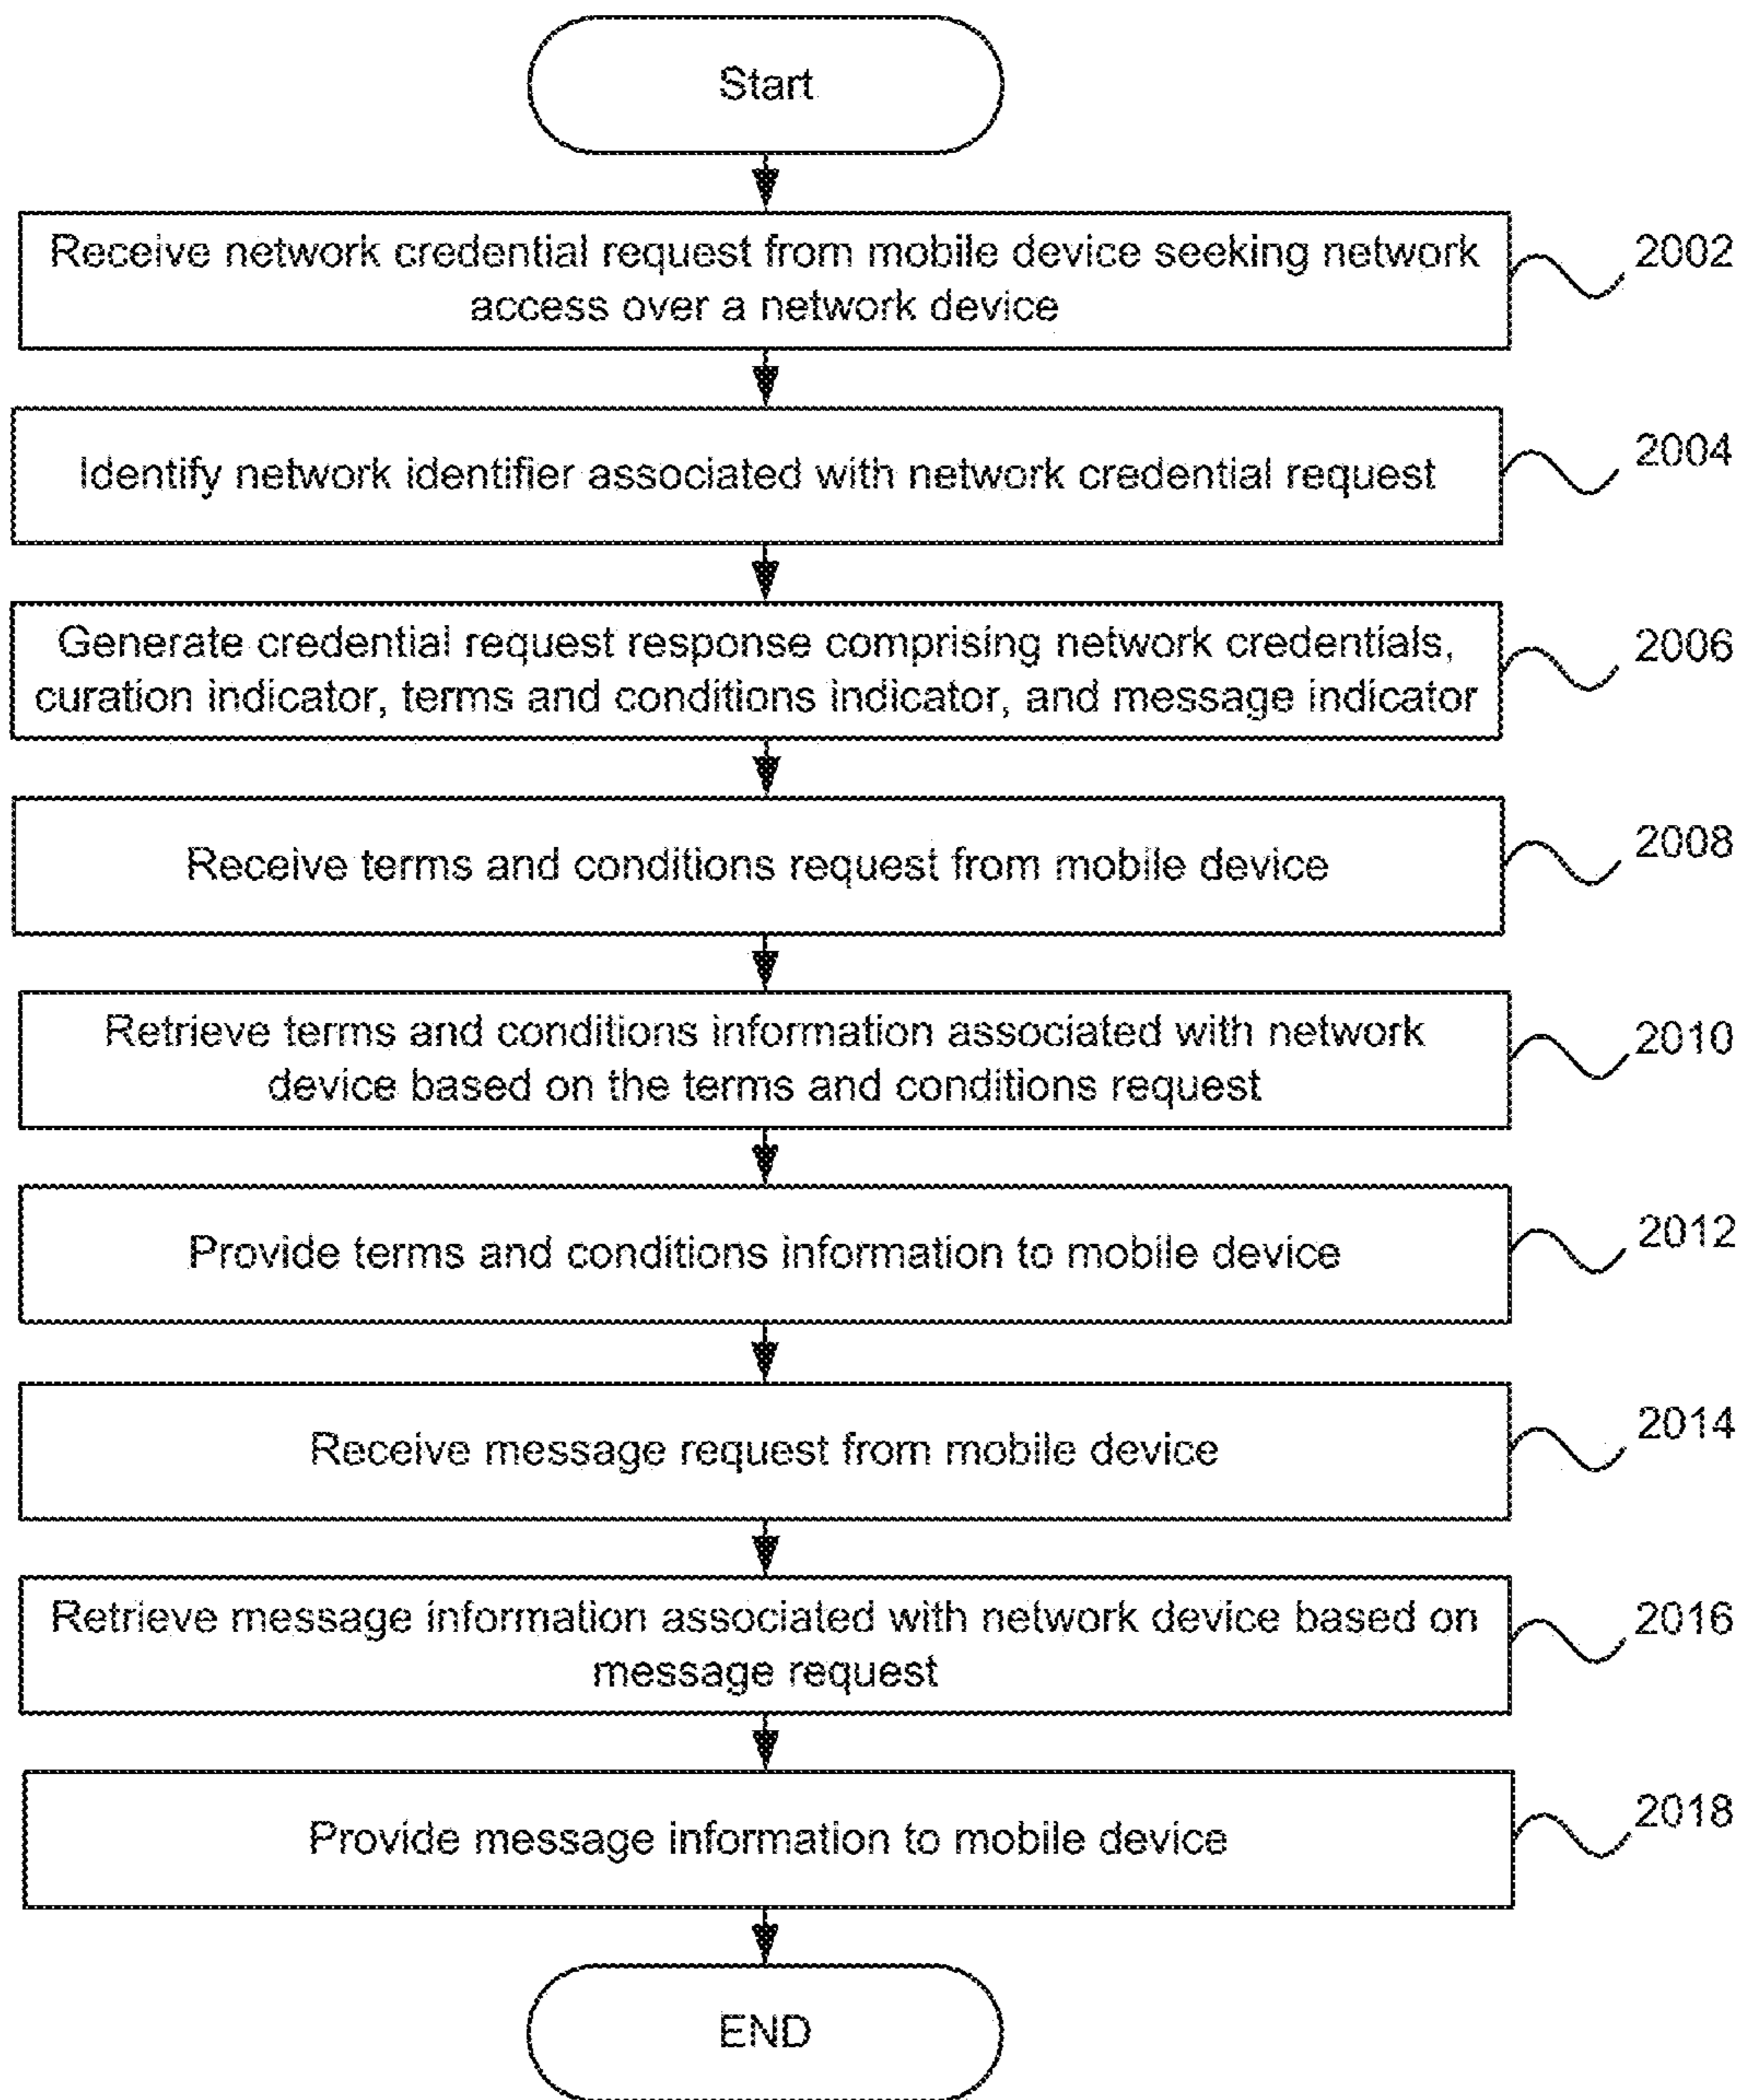 Start
Receive network credential request from mobile device seeking network
access over a network device
2002
Identify network identifier associated with network credential request
2004
Generate credential request response comprising network credentials,
curation indicator, terms and conditions indicator, and message indicator
2006
Receive terms and conditions request from mobile device
2008
Retrieve terms and conditions information associated with network
device based on the terms and conditions request
2010
Provide terms and conditions information to mobile device
2012
Receive message request from mobile device
2014
Retrieve message information associated with network device based on
message request
2016
Provide message information to mobile device
2018
END